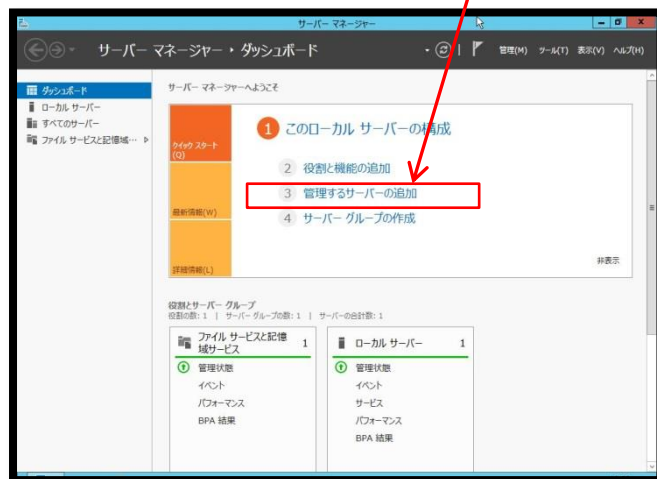 サーバー マネージャー
サーバー マネージャー ・ ダッシュボード
管理(M) ツール(T) 表示(V) ヘルプ(H)
ダッシュボード
ローカル サーバー
すべてのサーバー
ファイル サービスと記憶域…
サーバー マネージャーへようこそ
クイック スタート(Q)
最新情報(W)
詳細情報(L)
1 このローカル サーバーの構成
2 役割と機能の追加
3 管理するサーバーの追加
4 サーバー グループの作成
非表示
役割とサーバー グループ
役割の数: 1 | サーバー グループの数: 1 | サーバーの合計数: 1
ファイル サービスと記憶域サービス 1
管理状態
イベント
パフォーマンス
BPA 結果
ローカル サーバー 1
管理状態
イベント
サービス
パフォーマンス
BPA 結果